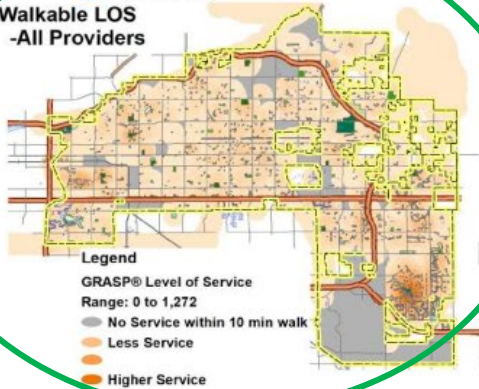 Walkable LOS
-All Providers
Legend
GRASP® Level of Service
Range: 0 to 1,272
No Service within 10 min walk
Less Service
Higher Service